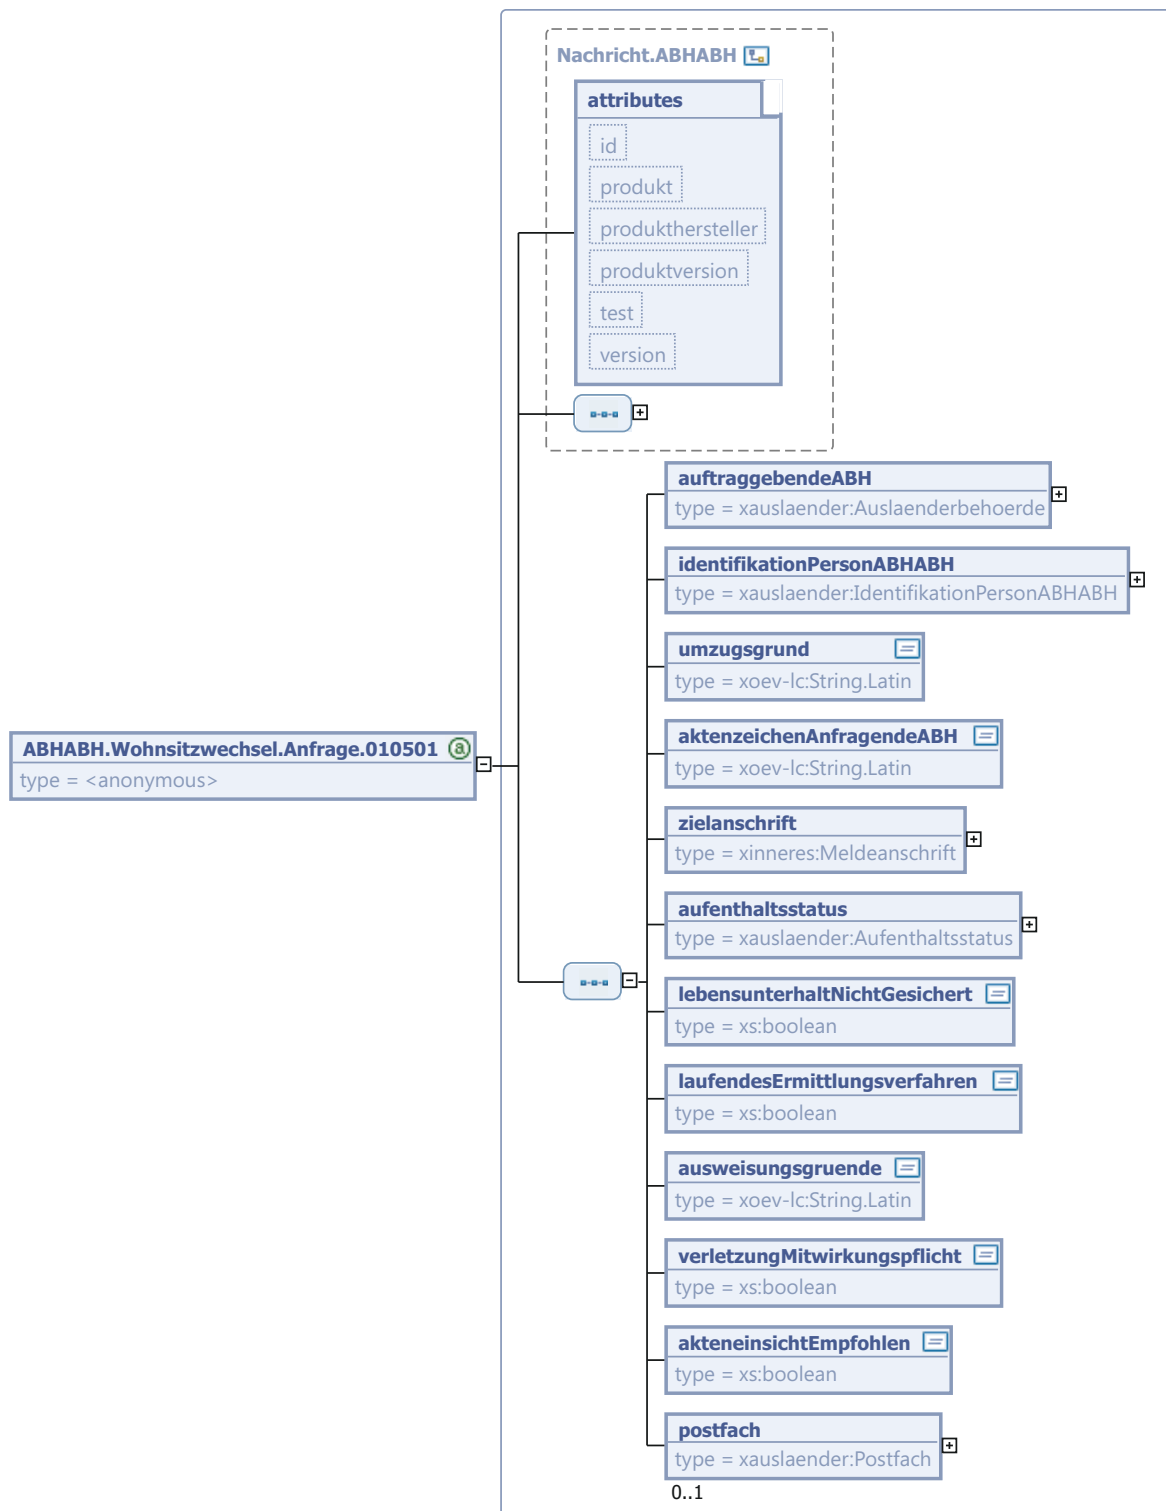 Nachricht.ABHABH
attributes
id
produkt
produkthersteller
produktversion
test
version
auftraggebendeABH
type = xauslaender:Auslaenderbehoerde
identifikationPersonABHABH
type = xauslaender:IdentifikationPersonABHABH
umzugsgrund
type = xoev-lc:String.Latin
aktenzeichenAnfragendeABH
type = xoev-lc:String.Latin
ABHABH.Wohnsitzwechsel.Anfrage.010501 a
type = <anonymous>
zielanschrift
type = xinneres:Meldeanschrift
aufenthaltsstatus
type = xauslaender:Aufenthaltsstatus
lebensunterhaltNichtGesichert
type = xs:boolean
laufendesErmittlungsverfahren
type = xs:boolean
ausweisungsgruende
type = xoev-lc:String.Latin
verletzungMitwirkungspflicht
type = xs:boolean
akteneinsichtEmpfohlen
type = xs:boolean
postfach
type = xauslaender:Postfach
0..1